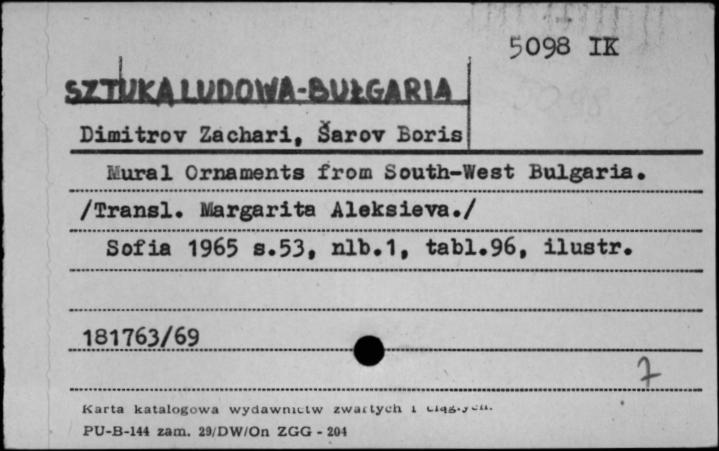 5098 IK
SZTUKA LUDOWA-BUŁGARIA
Dimitrov Zachari, Šarov Boris
Mural Ornaments from South-West Bulgaria.
/Transl. Margarita Aleksieva./
Sofia 1965 s.53, nlb.1, tabl.96, ilustr.
181763/69
7
Karta katalogowa wydawnictw zwartych i
PU-B-144 zam. 29/DW/On ZGG - 204